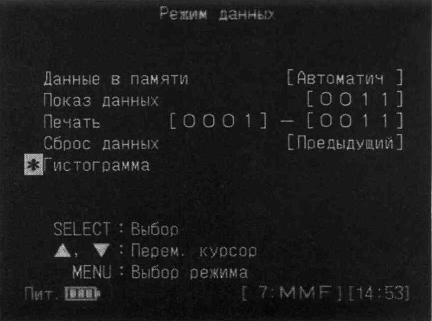 Режим данных
Данные в памяти [Автоматич ]
Показ данных [0011]
Печать [0001] – [0011]
Сброс данных [Предыдущий]
*Гистограмма
SELECT : Выбор
▲, ▼ : Перем. курсор
MENU : Выбор режима
Пит. [ 7:MMF][14:53]